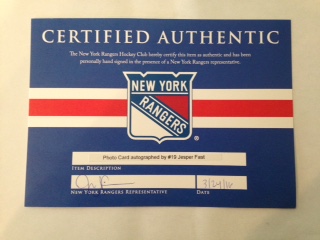 CERTIFIED AUTHENTIC
The New York Rangers Hockey Club hereby certify this item as authentic and has been
personally hand signed in the presence of a New York Rangers representative.
NEW YORK
RANGERS
®
Photo Card autographed by #19 Jesper Fast
ITEM DESCRIPTION
NEW YORK RANGERS REPRESENTATIVE
DATE